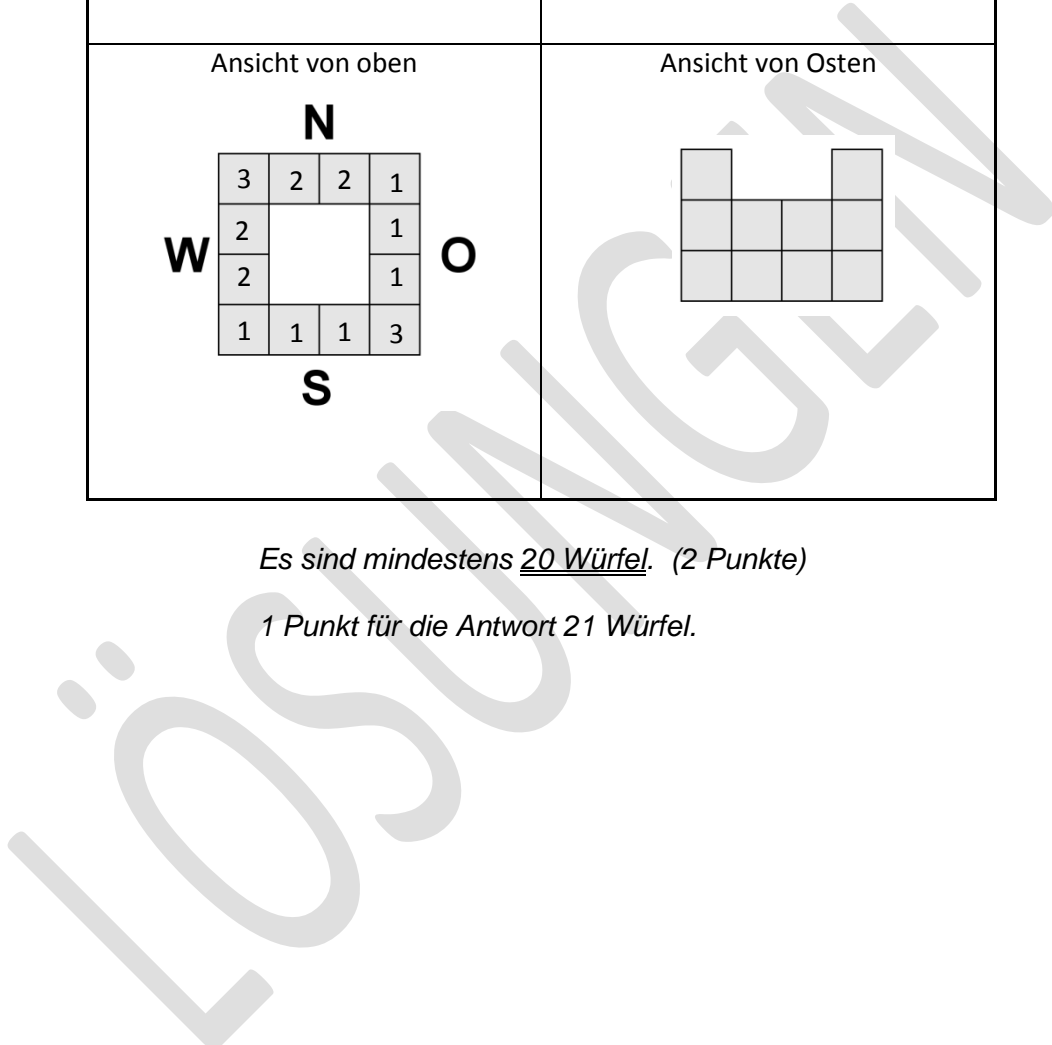 Ansicht von oben
Ansicht von Osten
N
3 2 2 1
2 1
W O
2 1
1 1 1 3
S
Es sind mindestens 20 Würfel. (2 Punkte)
1 Punkt für die Antwort 21 Würfel.
LÖSUNGEN